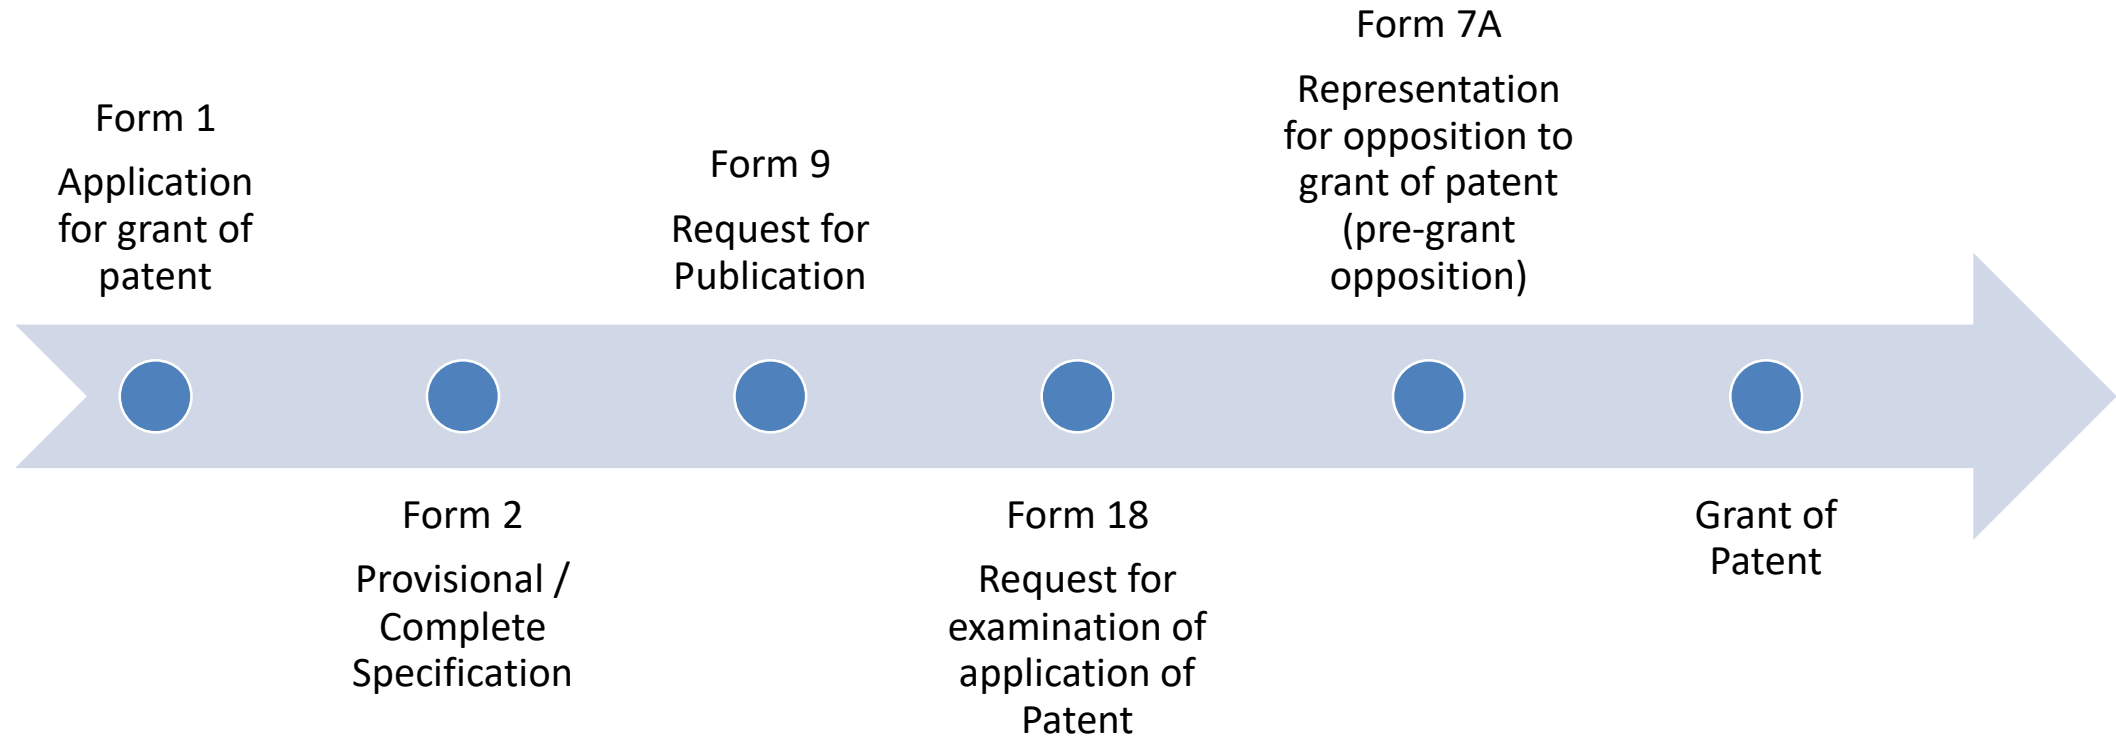 Form 1
Application
for grant of
patent
Form 2
Provisional /
Complete
Specification
Form 9
Request for
Publication
Form 18
Request for
examination of
application of
Patent
Form 7A
Representation
for opposition to
grant of patent
(pre-grant
opposition)
Grant of
Patent